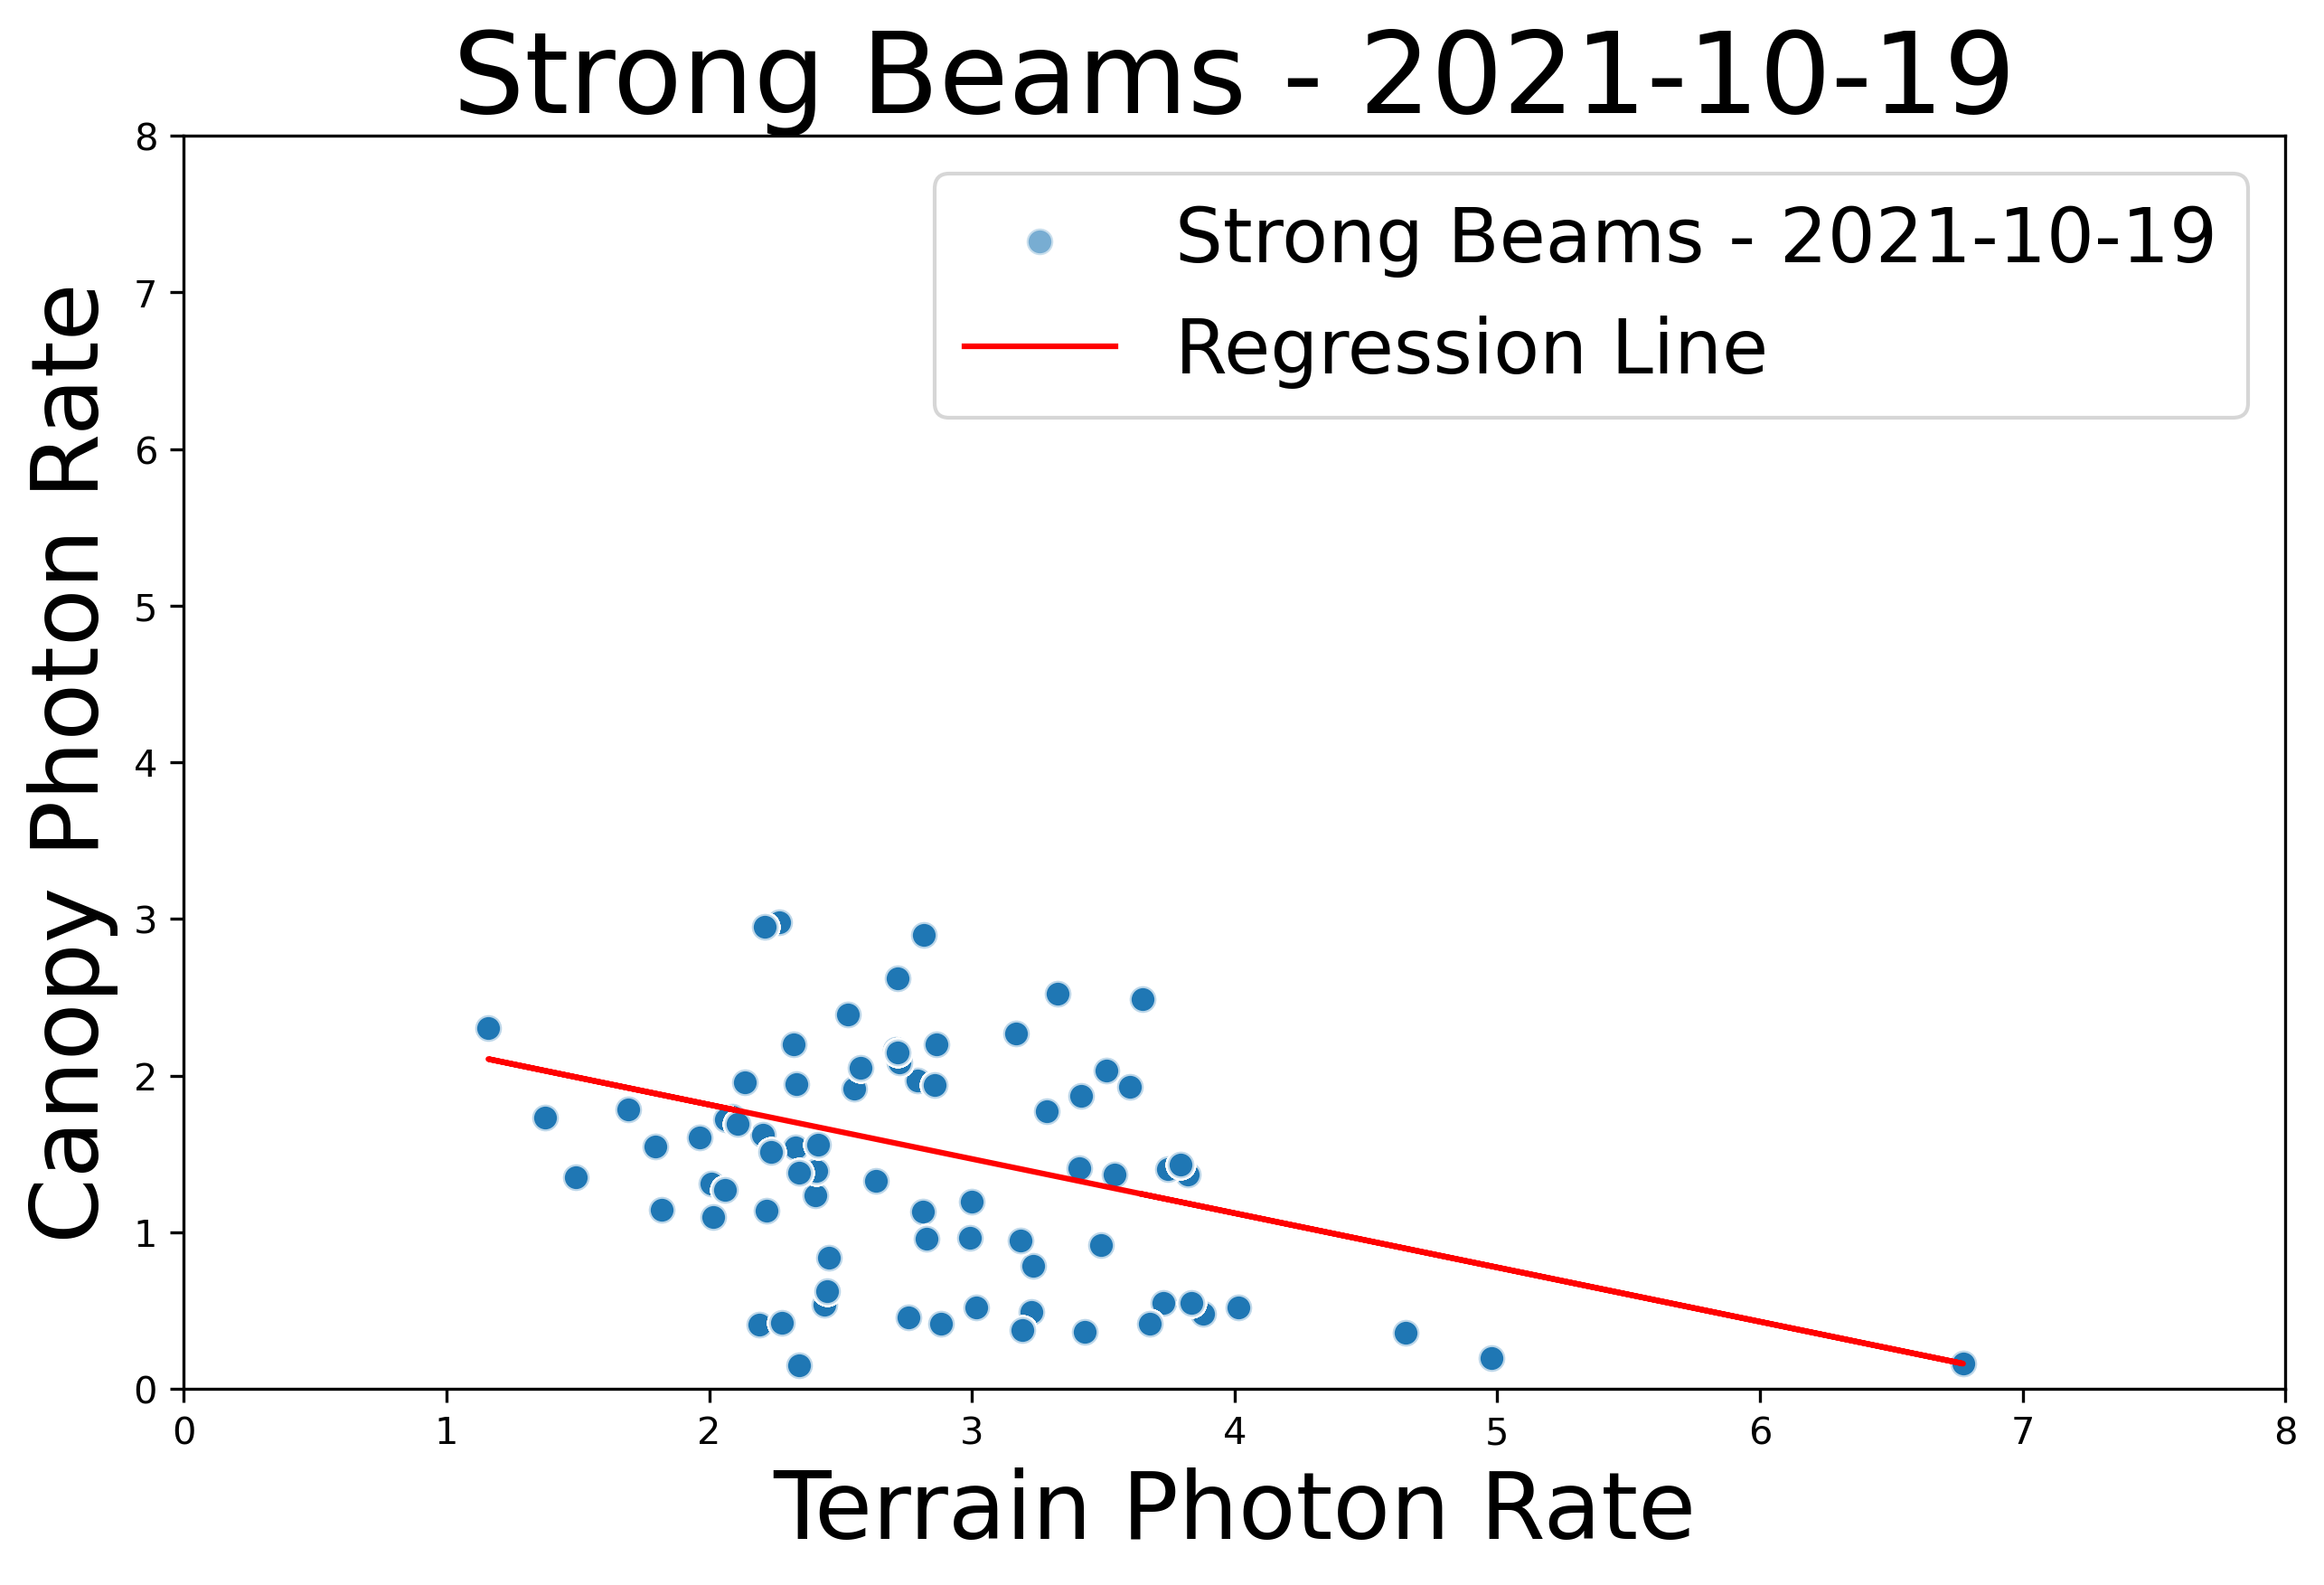 Strong Beams - 2021-10-19
Strong Beams - 2021-10-19
Regression Line
Canopy Photon Rate
8
7
6
5
4
3
2
1
0
0 1 2 3 4 5 6 7 8
Terrain Photon Rate